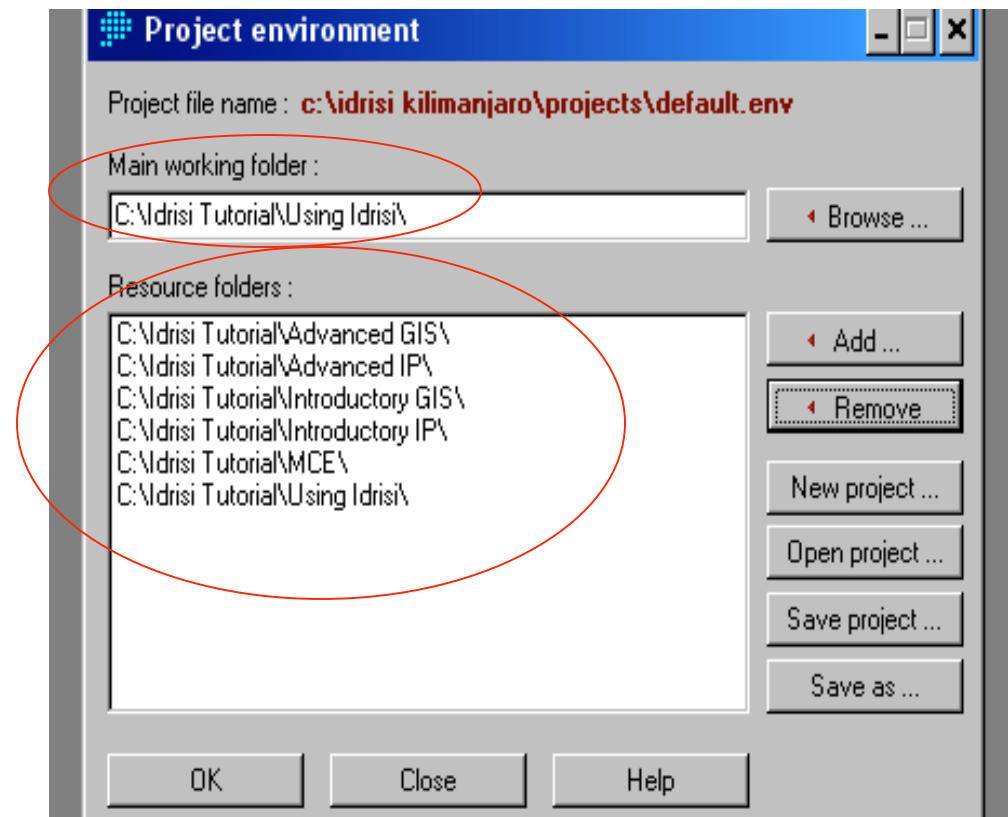 Project environment
Project file name : c:\idrisi kilimanjaro\projects\default.env
Main working folder :
C:\Idrisi Tutorial\Using Idrisi\
Browse ...
Resource folders :
C:\Idrisi Tutorial\Advanced GIS\
C:\Idrisi Tutorial\Advanced IP\
C:\Idrisi Tutorial\Introductory GIS\
C:\Idrisi Tutorial\Introductory IP\
C:\Idrisi Tutorial\MCE\
C:\Idrisi Tutorial\Using Idrisi\
Add ...
Remove
New project ...
Open project ...
Save project ...
Save as ...
OK
Close
Help